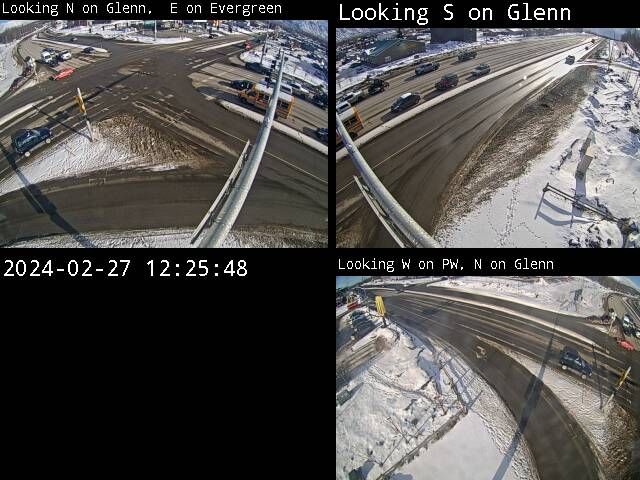 Looking N on Glenn, E on Evergreen
Looking S on Glenn
2024-02-27 12:25:48
Looking W on PW, N on Glenn